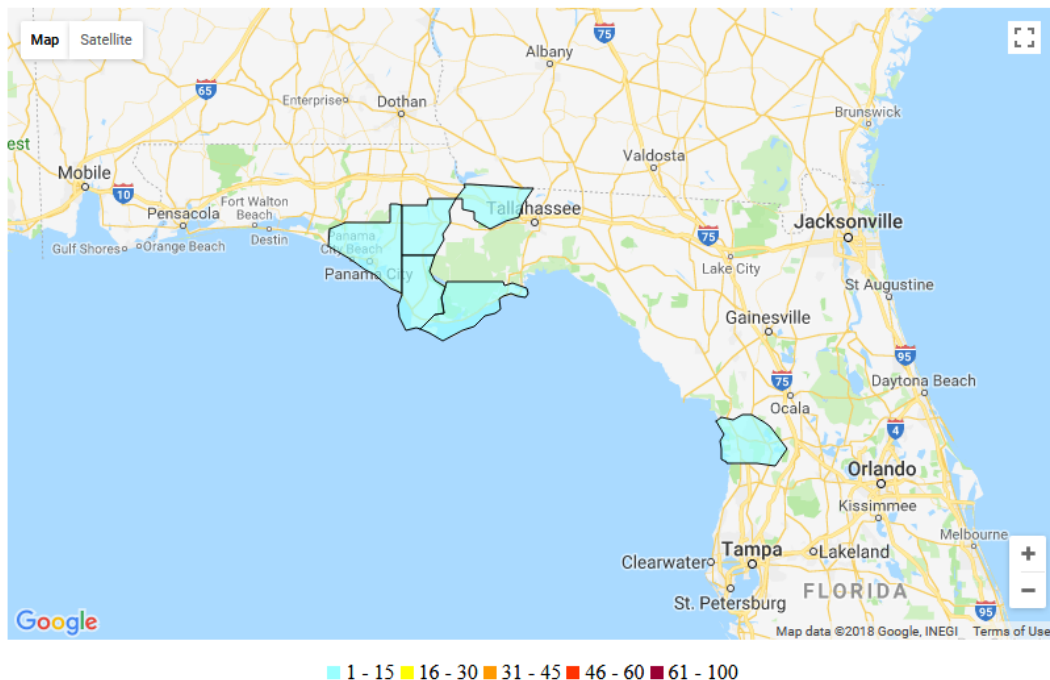 Map Satellite
75
Albany
65
Enterprise
Dothan
Brunswick
est
Valdosta
Mobile
10
Fort Walton
Beach
Pensacola
Tallahassee
Jacksonville
Gulf Shores
Orange Beach
Destin
Panama
City Beach
75
Panama City
Lake City
St Augustine
Gainesville
95
75
Daytona Beach
Ocala
4
Orlando
Kissimmee
Melbourne
Tampa
Lakeland
Clearwater
+
FLORIDA
−
St. Petersburg
95
Google
Map data ©2018 Google, INEGI Terms of Use
1 - 15 16 - 30 31 - 45 46 - 60 61 - 100